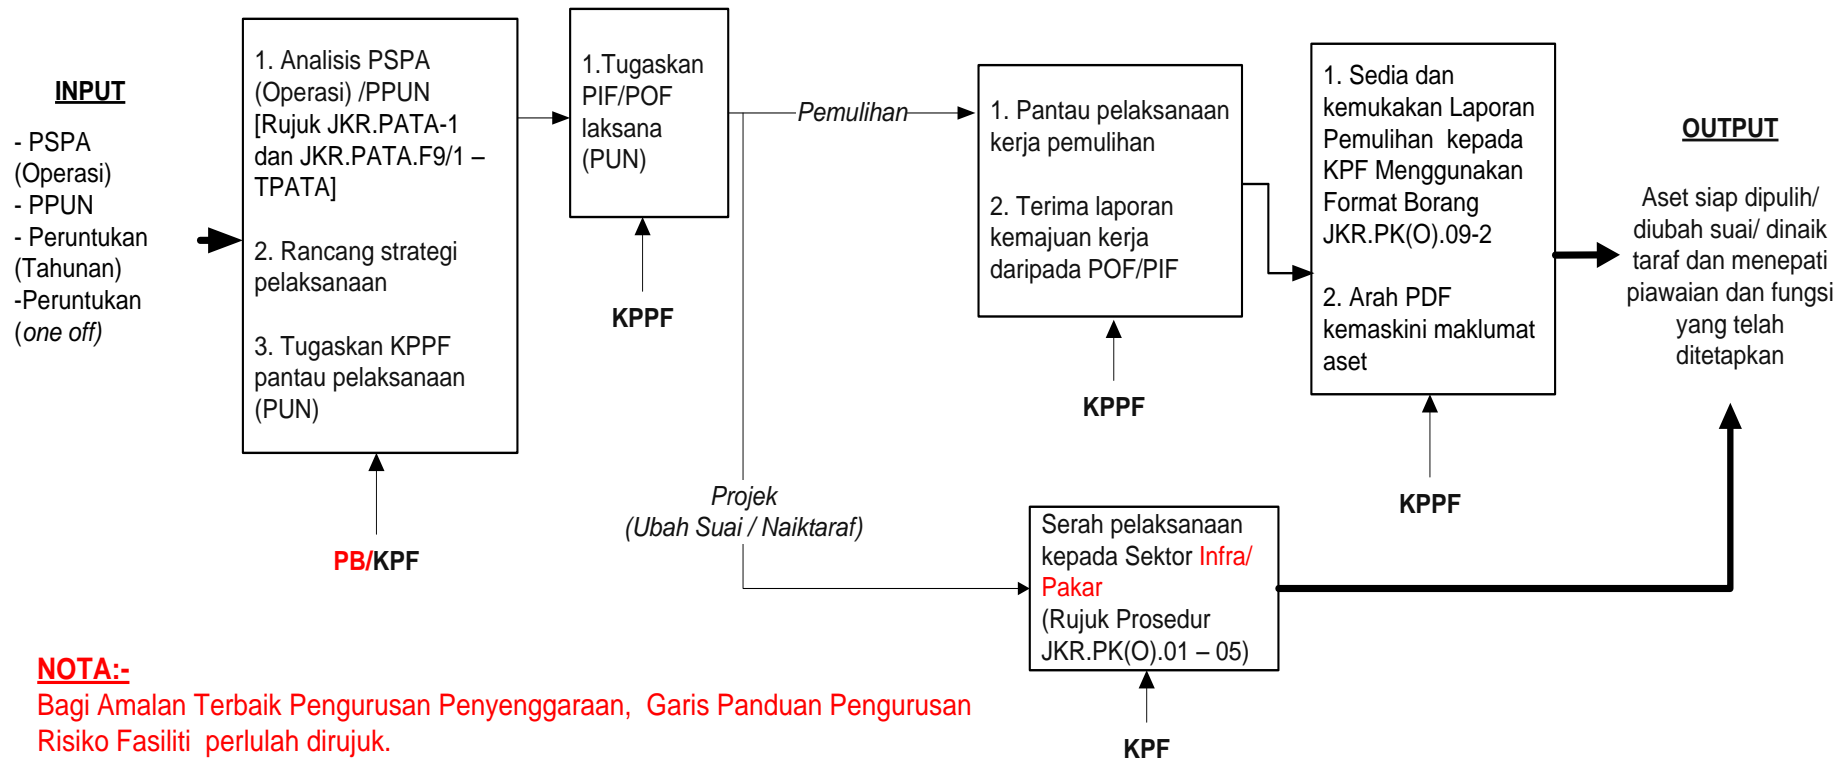 INPUT
- PSPA
(Operasi)
- PPUN
- Peruntukan
(Tahunan)
-Peruntukan
(one off)
1. Analisis PSPA
(Operasi) /PPUN
[Rujuk JKR.PATA-1
dan JKR.PATA.F9/1 –
TPATA]
2. Rancang strategi
pelaksanaan
3. Tugaskan KPPF
pantau pelaksanaan
(PUN)
PB/KPF
1.Tugaskan
PIF/POF
laksana
(PUN)
KPPF
Pemulihan
1. Pantau pelaksanaan
kerja pemulihan
2. Terima laporan
kemajuan kerja
daripada POF/PIF
KPPF
1. Sedia dan
kemukakan Laporan
Pemulihan kepada
KPF Menggunakan
Format Borang
JKR.PK(O).09-2
2. Arah PDF
kemaskini maklumat
aset
KPPF
OUTPUT
Aset siap dipulih/
diubah suai/ dinaik
taraf dan menepati
piawaian dan fungsi
yang telah
ditetapkan
Projek
(Ubah Suai / Naiktaraf)
Serah pelaksanaan
kepada Sektor Infra/
Pakar
(Rujuk Prosedur
JKR.PK(O).01 – 05)
KPF
NOTA:-
Bagi Amalan Terbaik Pengurusan Penyenggaraan, Garis Panduan Pengurusan
Risiko Fasiliti perlulah dirujuk.